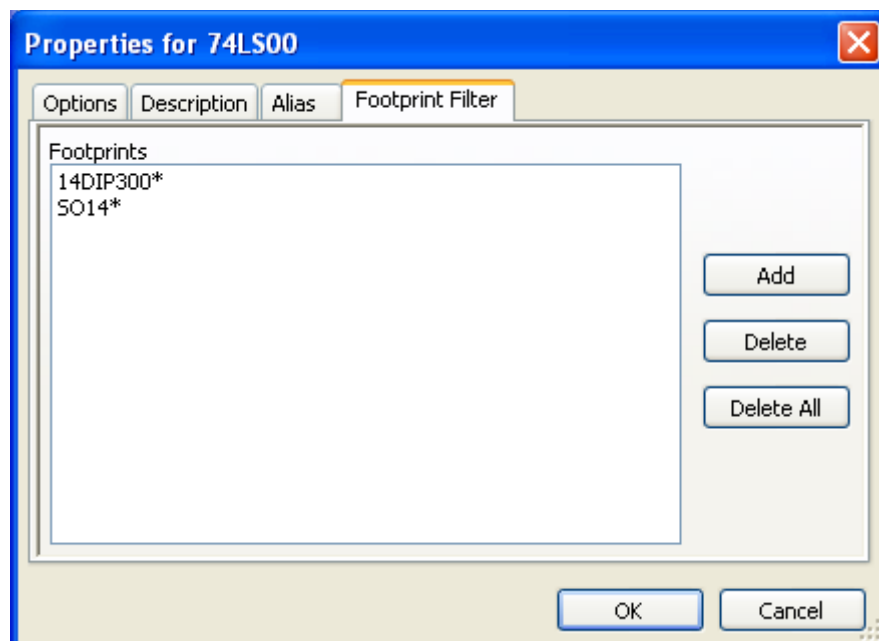 Properties for 74LS00
Options Description Alias Footprint Filter
Footprints
14DIP300*
SO14*
Add
Delete
Delete All
OK Cancel